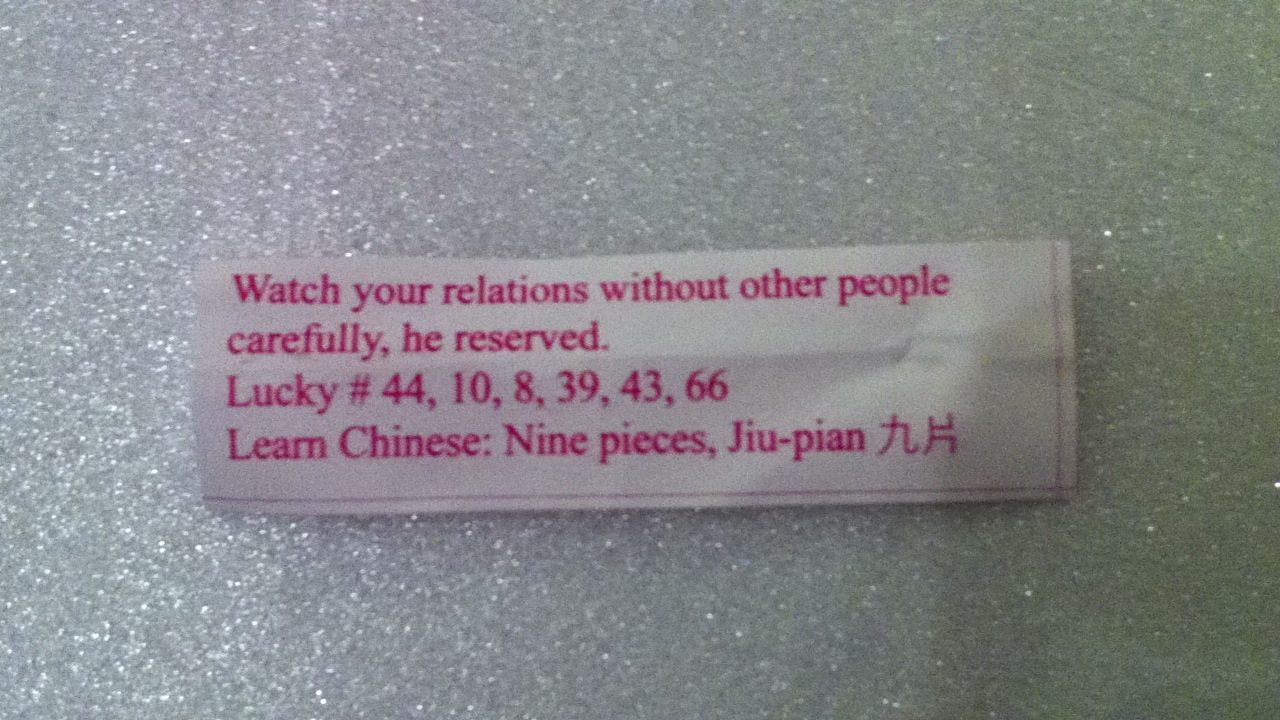 Watch your relations without other people
carefully, he reserved.
Lucky # 44, 10, 8, 39, 43, 66
Learn Chinese: Nine pieces, Jiu-pian 九片